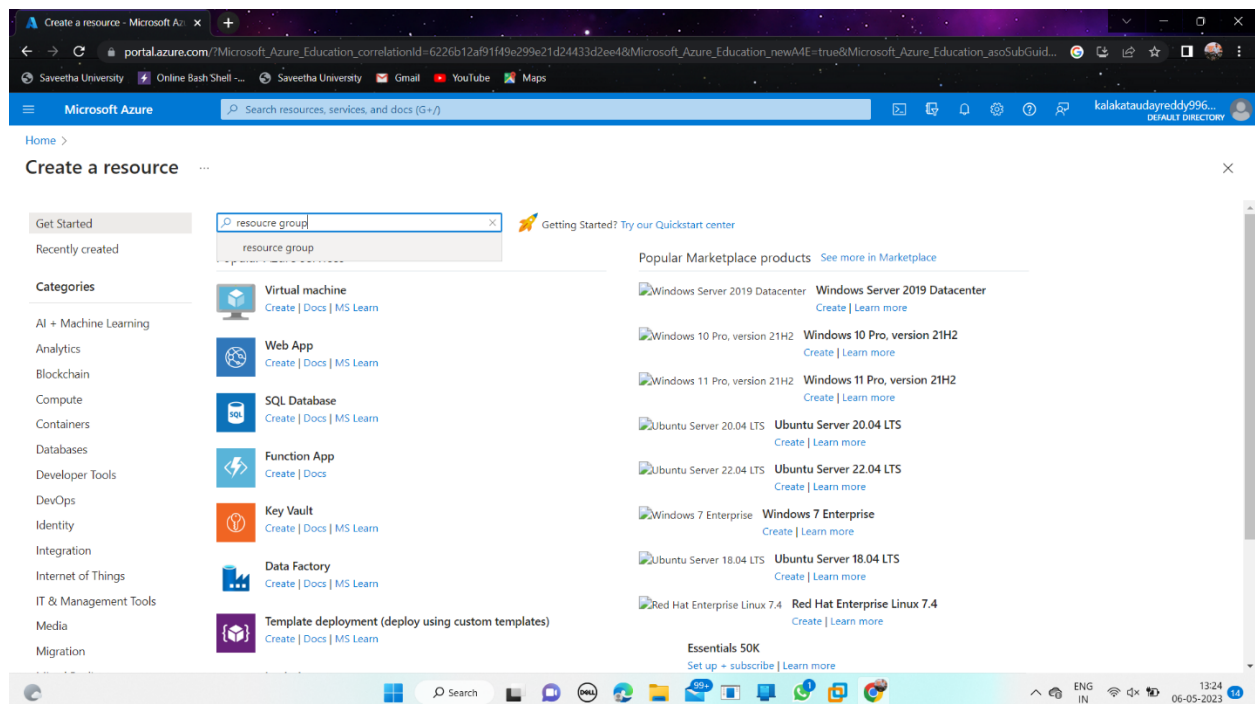 Create a resource - Microsoft Az
portal.azure.com/?Microsoft_Azure_Education_correlationId=6226b12af91f49e299e21d24433d2ee4&Microsoft_Azure_Education_newA4E=true&Microsoft_Azure_Education_asoSubGuid...
Saveetha University Online Bash Shell -... Saveetha University Gmail YouTube Maps
Microsoft Azure
Search resources, services, and docs (G+/)
kalakataudayreddy996...
DEFAULT DIRECTORY
Home >
Create a resource ...
Get Started
Recently created
Categories
AI + Machine Learning
Analytics
Blockchain
Compute
Containers
Databases
Developer Tools
DevOps
Identity
Integration
Internet of Things
IT & Management Tools
Media
Migration
resoucre group
resource group
Getting Started? Try our Quickstart center
Virtual machine
Create | Docs | MS Learn
Web App
Create | Docs | MS Learn
SQL
SQL Database
Create | Docs | MS Learn
Function App
Create | Docs
Key Vault
Create | Docs | MS Learn
Data Factory
Create | Docs | MS Learn
Template deployment (deploy using custom templates)
Create | Docs | MS Learn
Popular Marketplace products See more in Marketplace
Windows Server 2019 Datacenter Windows Server 2019 Datacenter
Create | Learn more
Windows 10 Pro, version 21H2 Windows 10 Pro, version 21H2
Create | Learn more
Windows 11 Pro, version 21H2 Windows 11 Pro, version 21H2
Create | Learn more
Ubuntu Server 20.04 LTS Ubuntu Server 20.04 LTS
Create | Learn more
Ubuntu Server 22.04 LTS Ubuntu Server 22.04 LTS
Create | Learn more
Windows 7 Enterprise Windows 7 Enterprise
Create | Learn more
Ubuntu Server 18.04 LTS Ubuntu Server 18.04 LTS
Create | Learn more
Red Hat Enterprise Linux 7.4 Red Hat Enterprise Linux 7.4
Create | Learn more
Essentials 50K
Set up + subscribe | Learn more
Search
DELL
99+
ENG
IN
13:24
06-05-2023
14